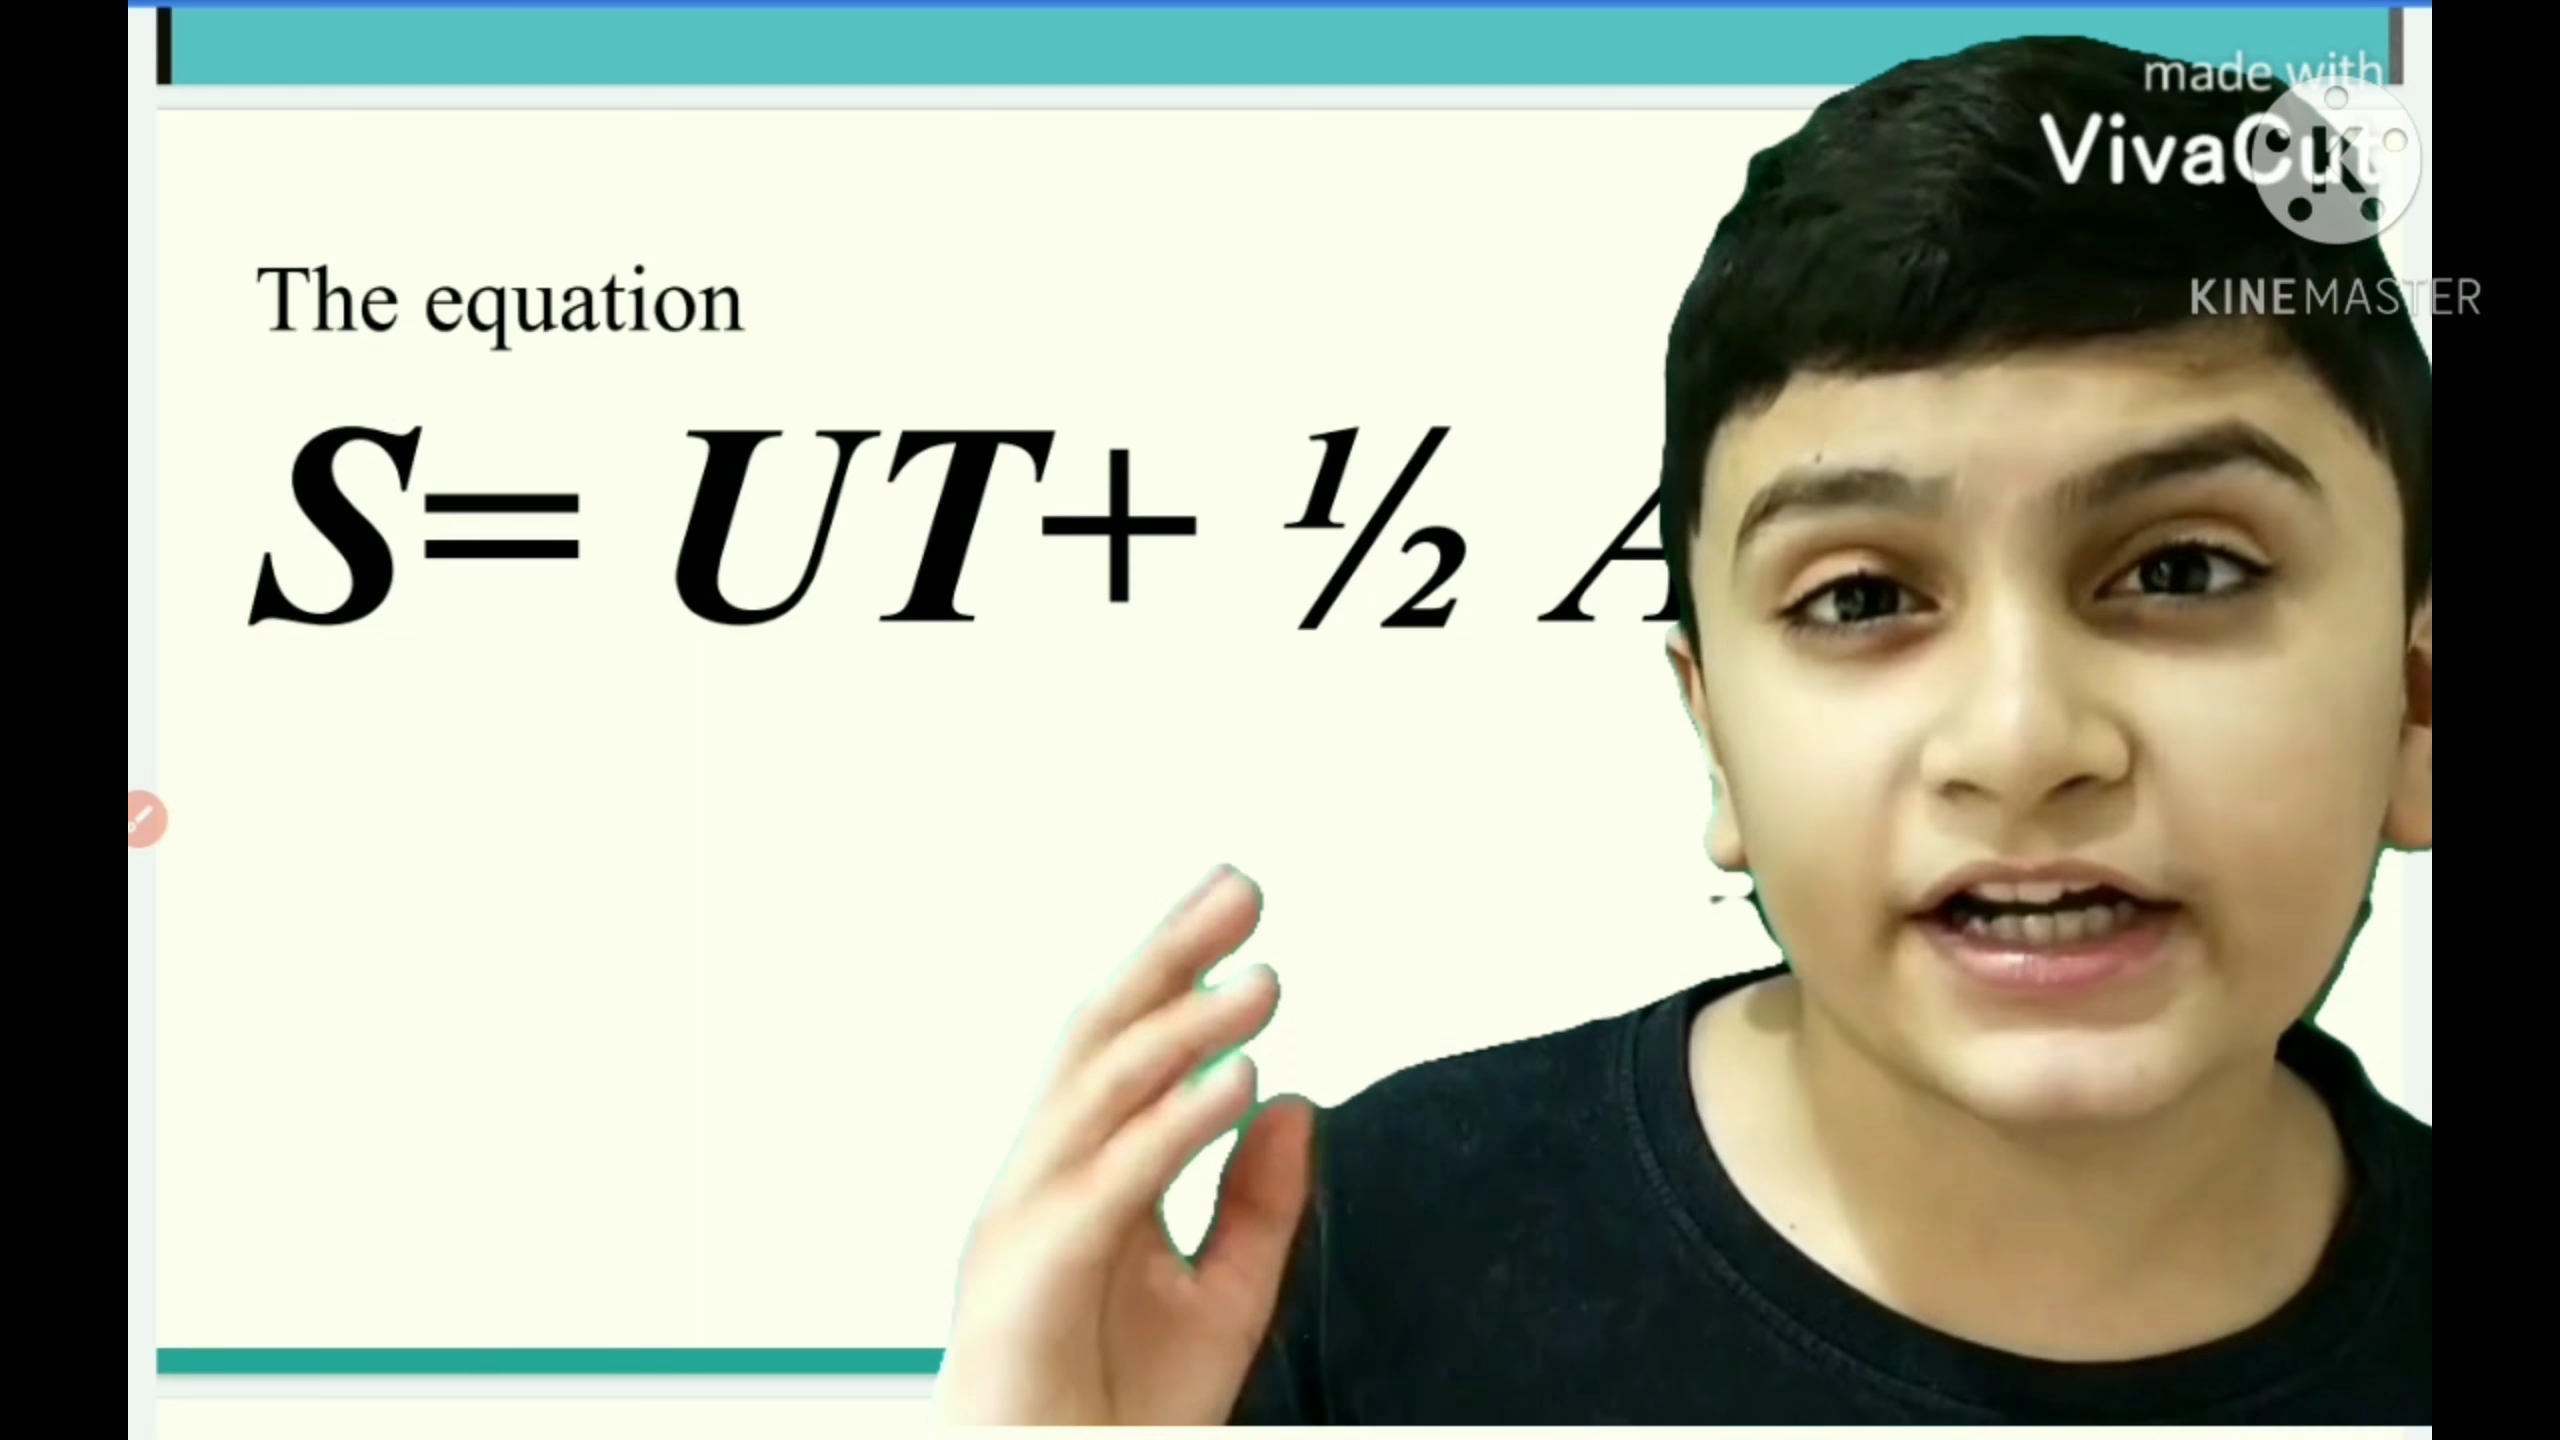 made with
VivaCut
K
KINEMASTER
The equation
S= UT+ ½ A